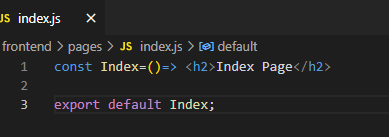 JS index.js ×
frontend > pages > JS index.js > default
1 const Index=()=> <h2>Index Page</h2>
2
3 export default Index;